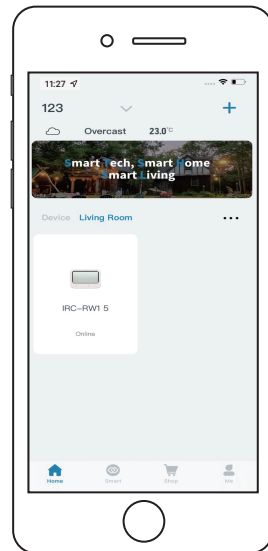 11:27
123
Overcast 23.0°C
Smart Tech, Smart Home
Smart Living
Device Living Room
IRC-RW1 5
Online
Home Smart Shop Me